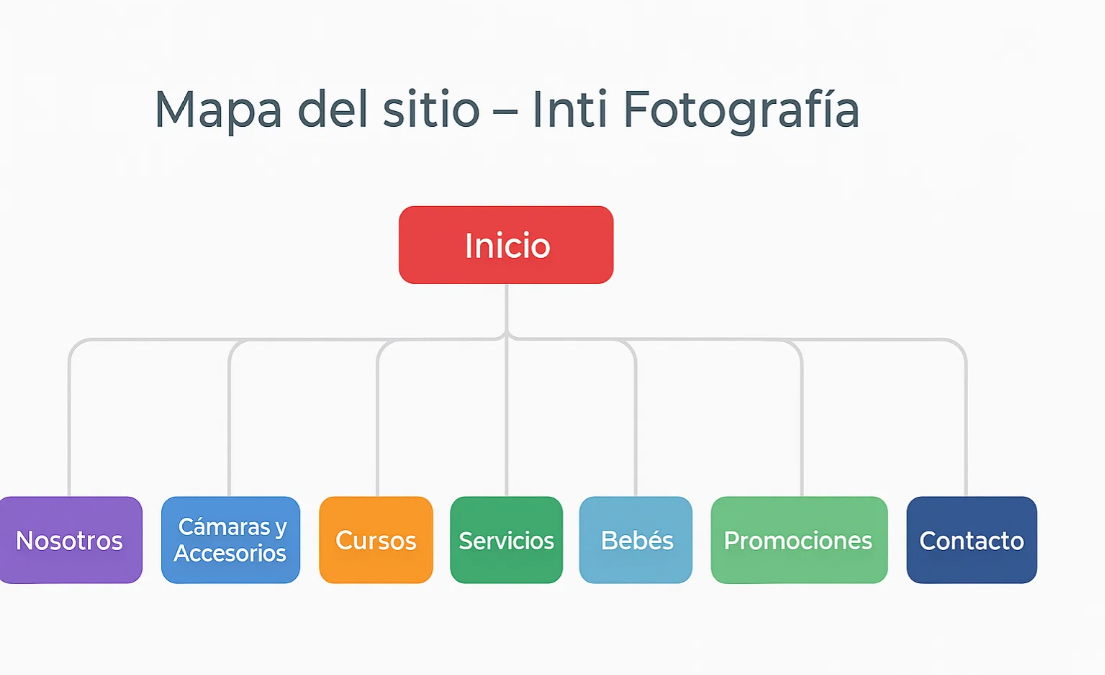 Mapa del sitio – Inti Fotografía
Inicio
Nosotros
Cámaras y
Accesorios
Cursos
Servicios
Bebés
Promociones
Contacto